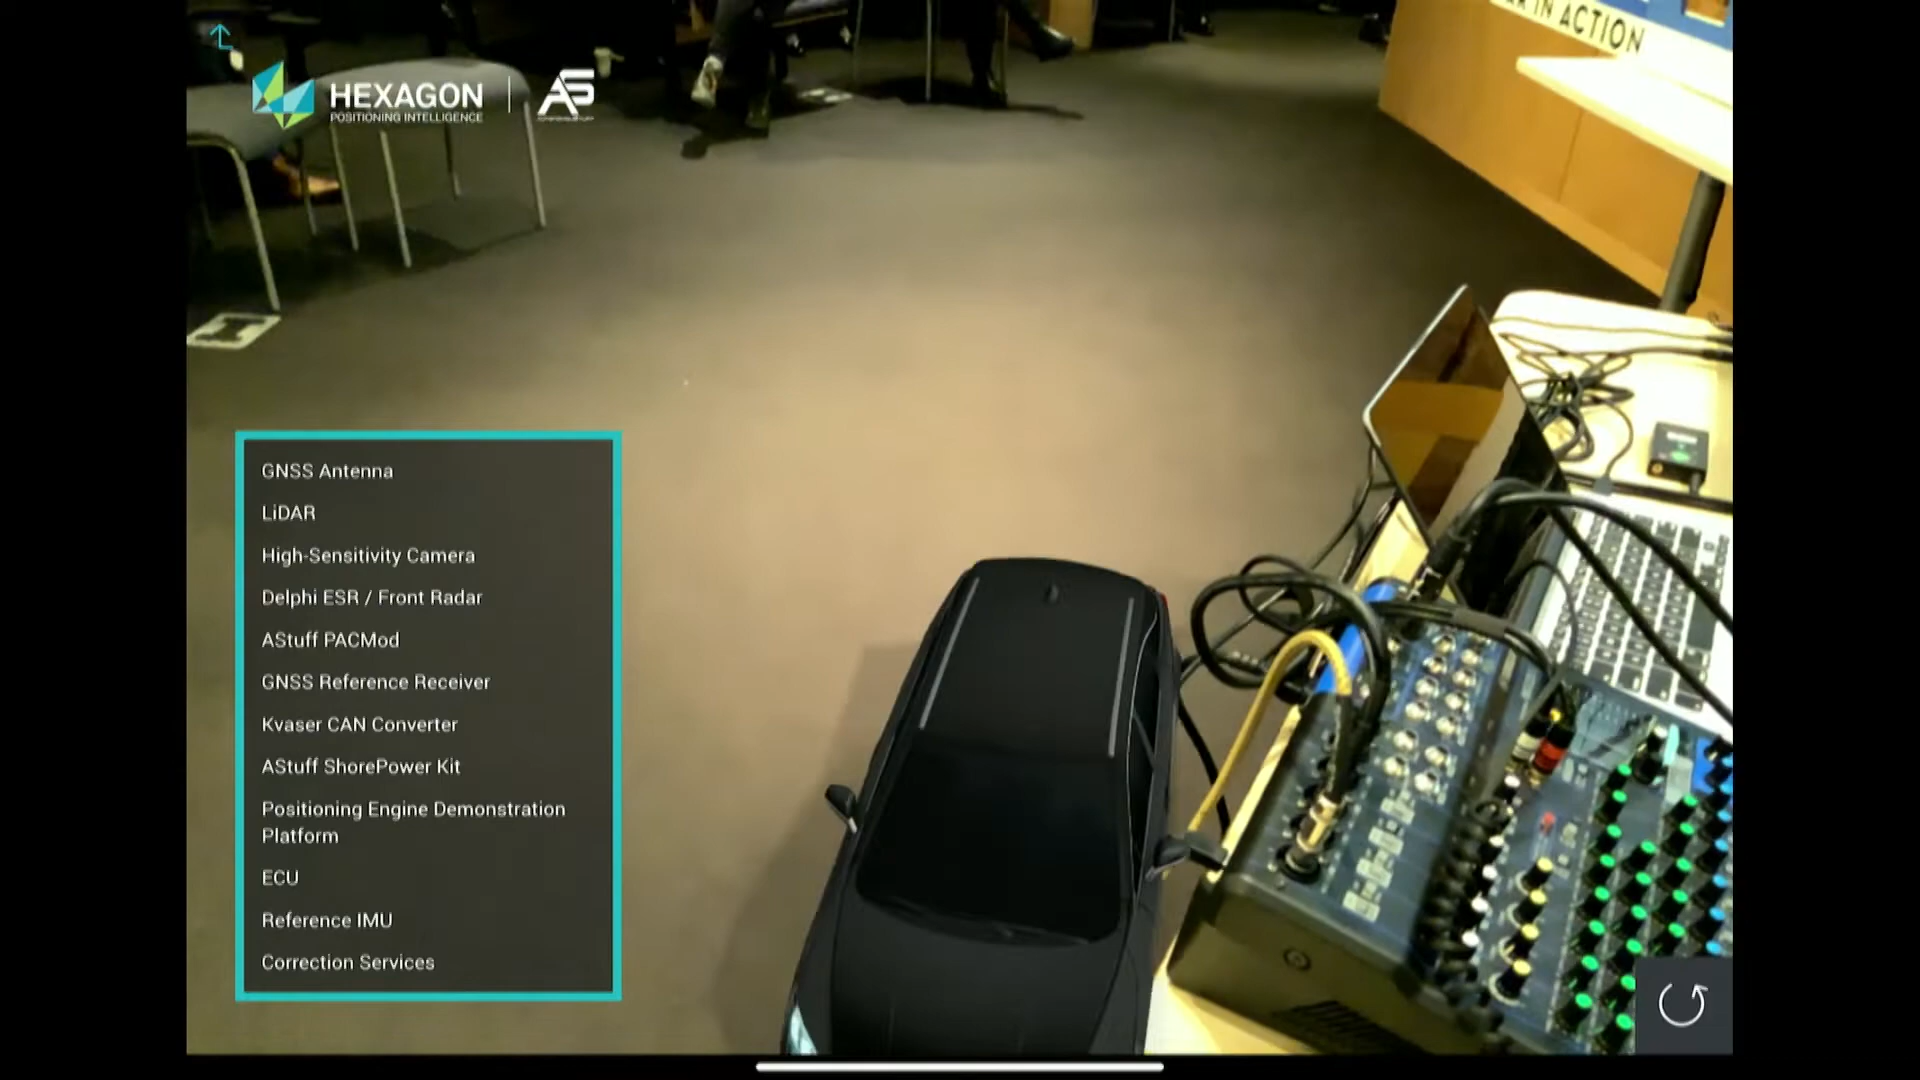 IN ACTION
HEXAGON
POSITIONING INTELLIGENCE
AS
GNSS Antenna
LiDAR
High-Sensitivity Camera
Delphi ESR / Front Radar
AStuff PACMod
GNSS Reference Receiver
Kvaser CAN Converter
AStuff ShorePower Kit
Positioning Engine Demonstration
Platform
ECU
Reference IMU
Correction Services